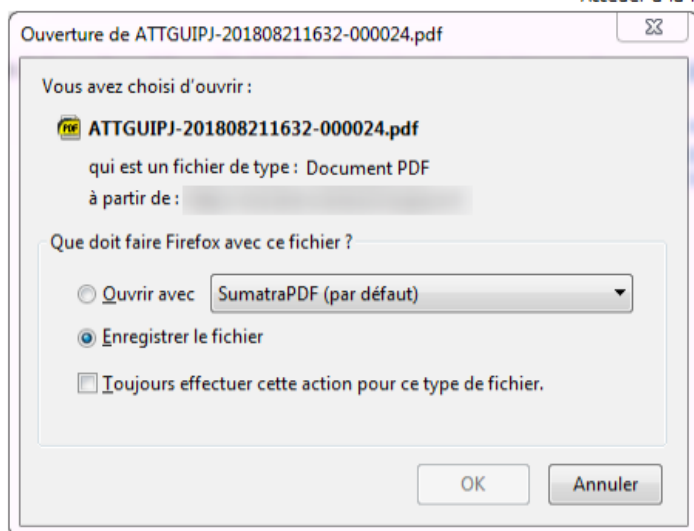 Ouverture de ATTGUIPJ-201808211632-000024.pdf
Vous avez choisi d'ouvrir :
ATTGUIPJ-201808211632-000024.pdf
qui est un fichier de type : Document PDF
à partir de :
Que doit faire Firefox avec ce fichier ?
Ouvrir avec SumatraPDF (par défaut)
Enregistrer le fichier
Toujours effectuer cette action pour ce type de fichier.
OK Annuler